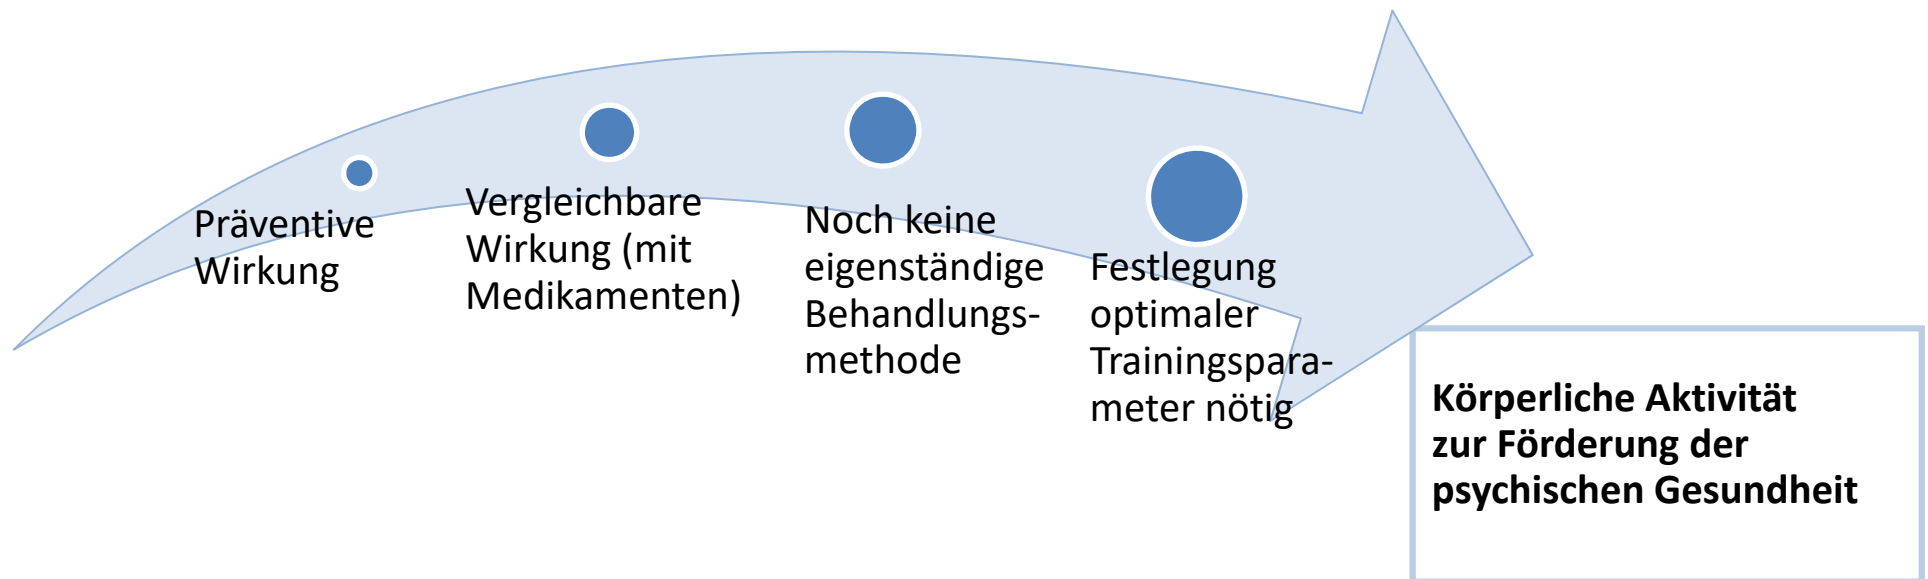 Präventive
Wirkung
Vergleichbare
Wirkung (mit
Medikamenten)
Noch keine
eigenständige
Behandlungs-
methode
Festlegung
optimaler
Trainingspara-
meter nötig
Körperliche Aktivität
zur Förderung der
psychischen Gesundheit